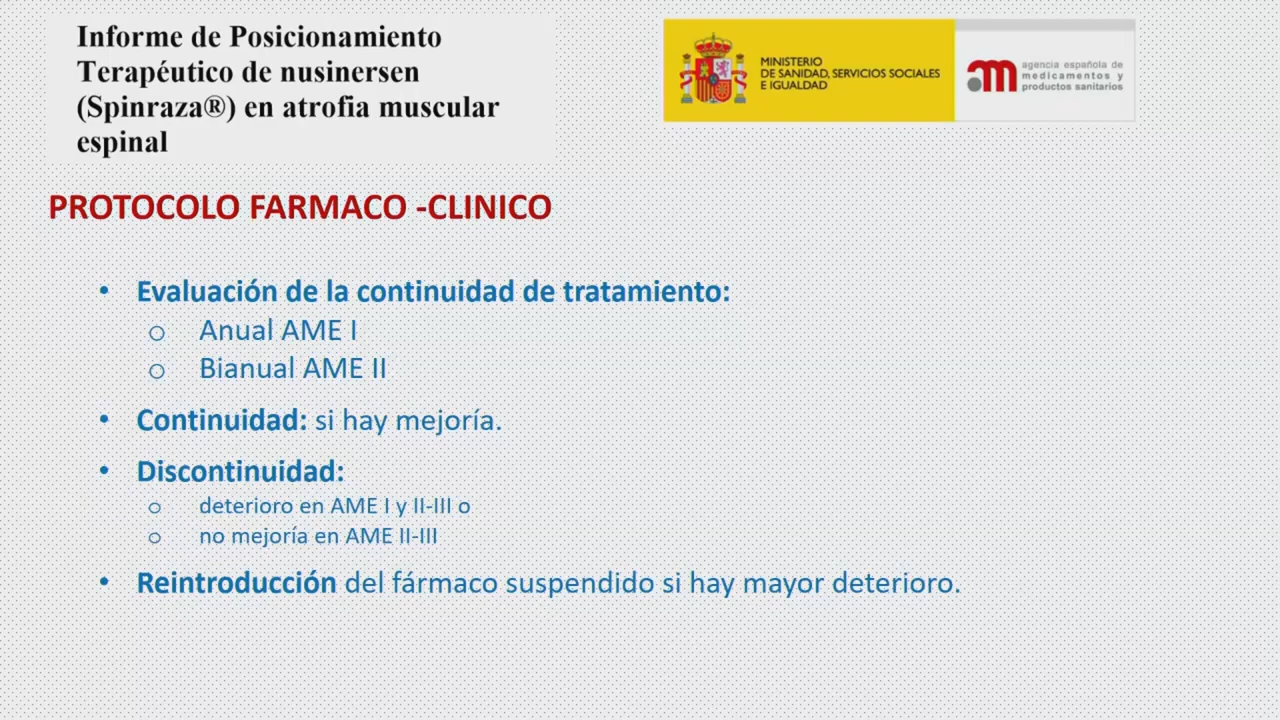 Informe de Posicionamiento
Terapéutico de nusinersen
(Spinraza®) en atrofia muscular
espinal
MINISTERIO
DE SANIDAD, SERVICIOS SOCIALES
E IGUALDAD
agencia española de
medicamentos y
productos sanitarios
PROTOCOLO FARMACO -CLINICO
• Evaluación de la continuidad de tratamiento:
o Anual AME I
o Bianual AME II
• Continuidad: si hay mejoría.
• Discontinuidad:
o deterioro en AME I y II-III o
o no mejoría en AME II-III
• Reintroducción del fármaco suspendido si hay mayor deterioro.